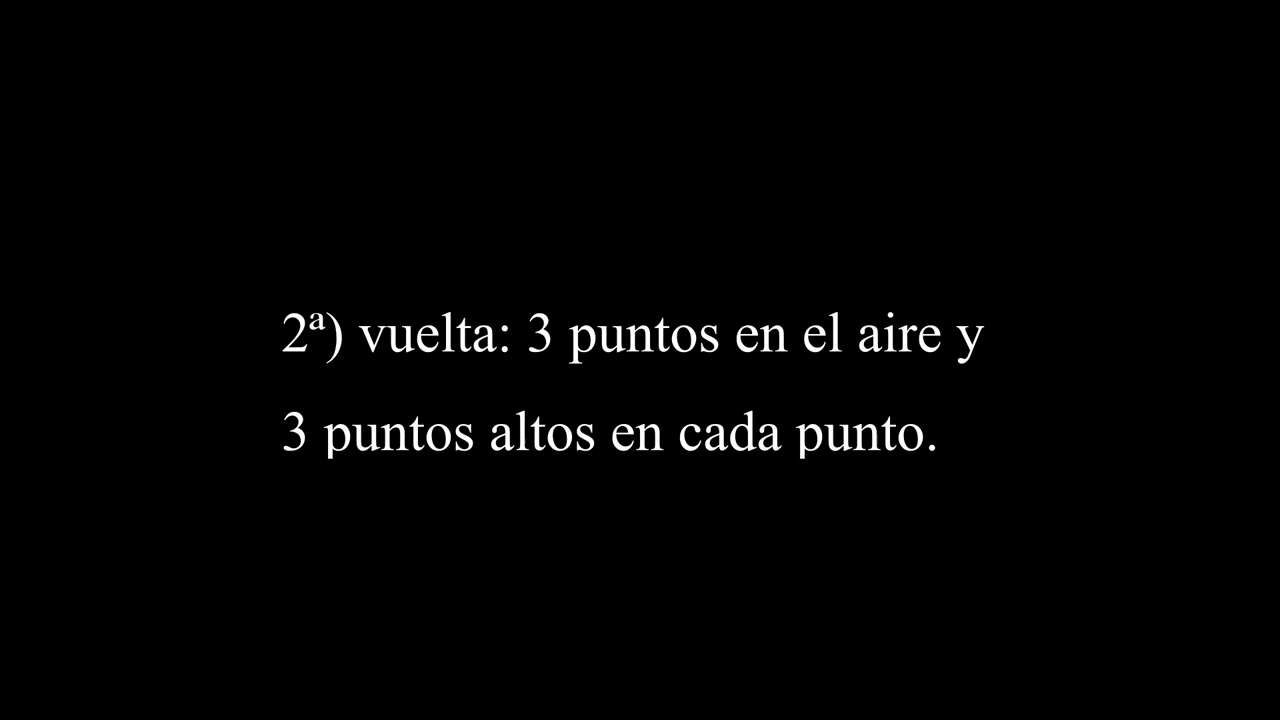 2ª) vuelta: 3 puntos en el aire y
3 puntos altos en cada punto.